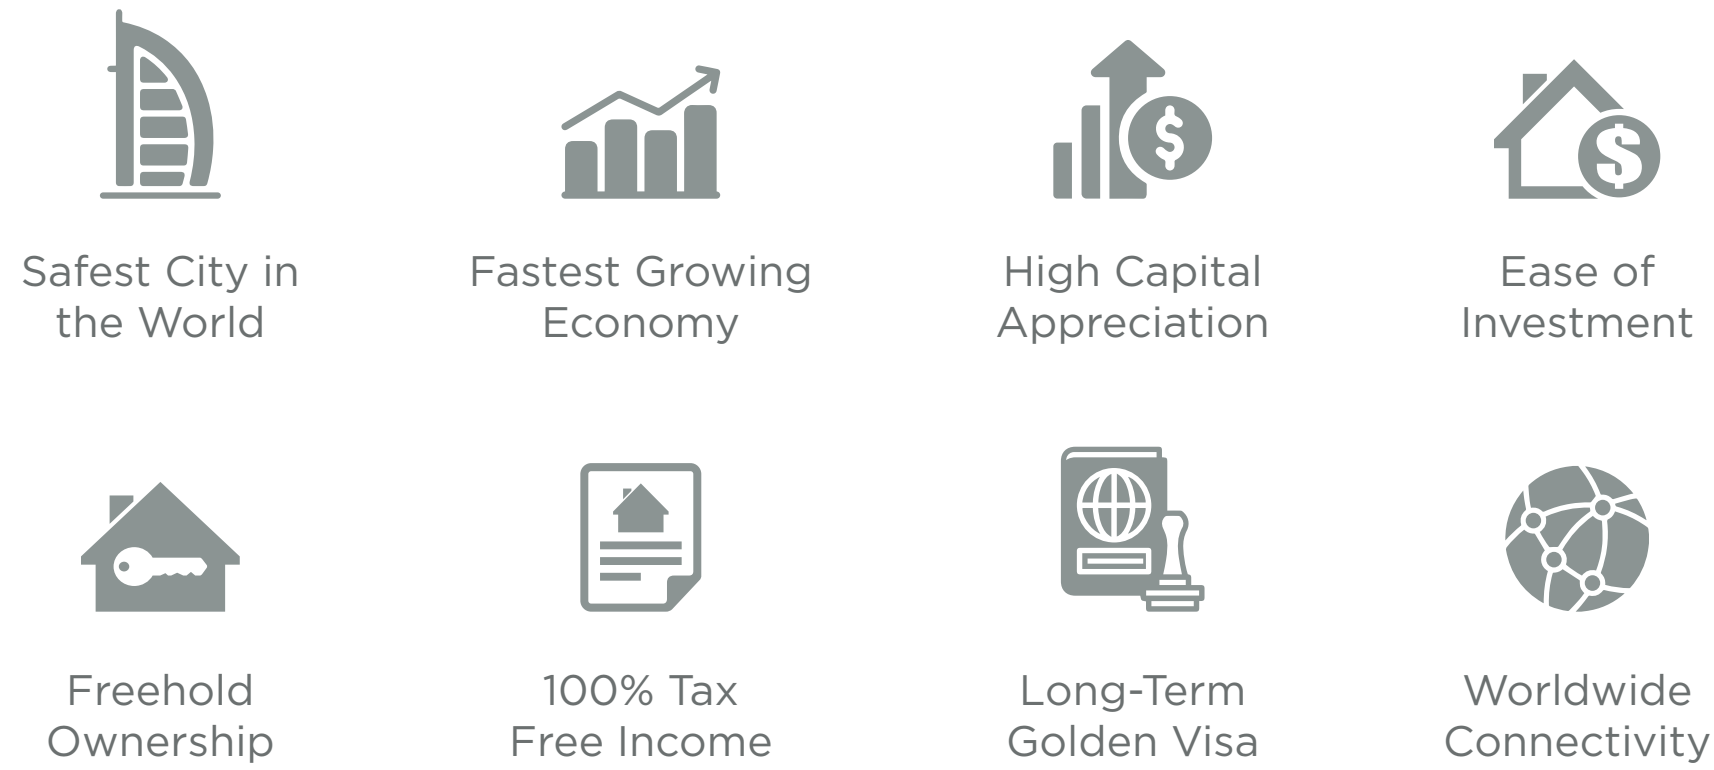 Safest City in
the World
Fastest Growing
Economy
High Capital
Appreciation
Ease of
Investment
Freehold
Ownership
100% Tax
Free Income
Long-Term
Golden Visa
Worldwide
Connectivity